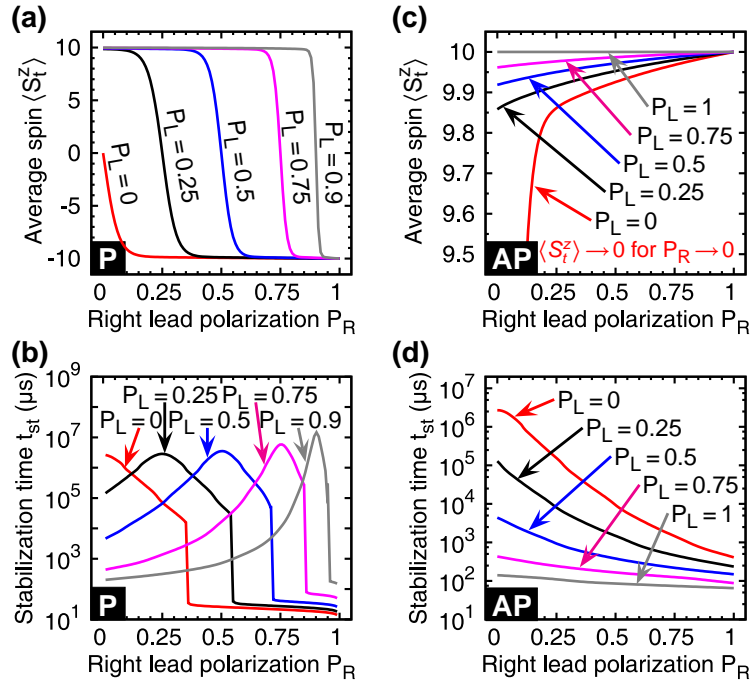 (a)
Average spin ⟨S_t^z⟩
10
5
0
-5
-10
P_L = 0
P_L = 0.25
P_L = 0.5
P_L = 0.75
P_L = 0.9
P
0 0.25 0.5 0.75 1
Right lead polarization P_R
(c)
Average spin ⟨S_t^z⟩
10
9.9
9.8
9.7
9.6
9.5
P_L = 1
P_L = 0.75
P_L = 0.5
P_L = 0.25
P_L = 0
⟨S_t^z⟩ → 0 for P_R → 0
AP
0 0.25 0.5 0.75 1
Right lead polarization P_R
(b)
Stabilization time t_st (μs)
10^9
10^7
10^5
10^3
10^1
P_L = 0.25 P_L = 0.75
P_L = 0 P_L = 0.5 P_L = 0.9
P
0 0.25 0.5 0.75 1
Right lead polarization P_R
(d)
Stabilization time t_st (μs)
10^7
10^6
10^5
10^4
10^3
10^2
10^1
P_L = 0
P_L = 0.25
P_L = 0.5
P_L = 0.75
P_L = 1
AP
0 0.25 0.5 0.75 1
Right lead polarization P_R